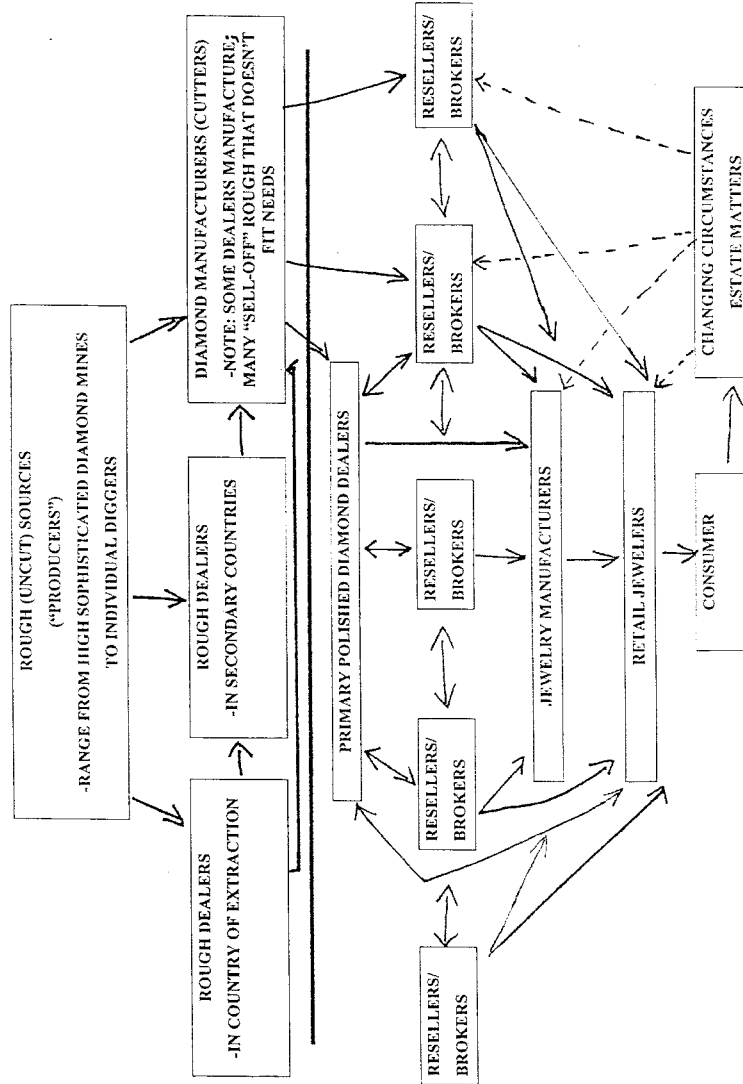 ROUGH (UNCUT) SOURCES
(“PRODUCERS”)
-RANGE FROM HIGH SOPHISTICATED DIAMOND MINES
TO INDIVIDUAL DIGGERS
ROUGH DEALERS
-IN COUNTRY OF EXTRACTION
ROUGH DEALERS
-IN SECONDARY COUNTRIES
DIAMOND MANUFACTURERS (CUTTERS)
-NOTE: SOME DEALERS MANUFACTURE;
MANY “SELL-OFF” ROUGH THAT DOESN’T
FIT NEEDS
PRIMARY POLISHED DIAMOND DEALERS
RESELLERS/
BROKERS
RESELLERS/
BROKERS
RESELLERS/
BROKERS
RESELLERS/
BROKERS
RESELLERS/
BROKERS
JEWELRY MANUFACTURERS
RETAIL JEWELERS
CONSUMER
CHANGING CIRCUMSTANCES
ESTATE MATTERS